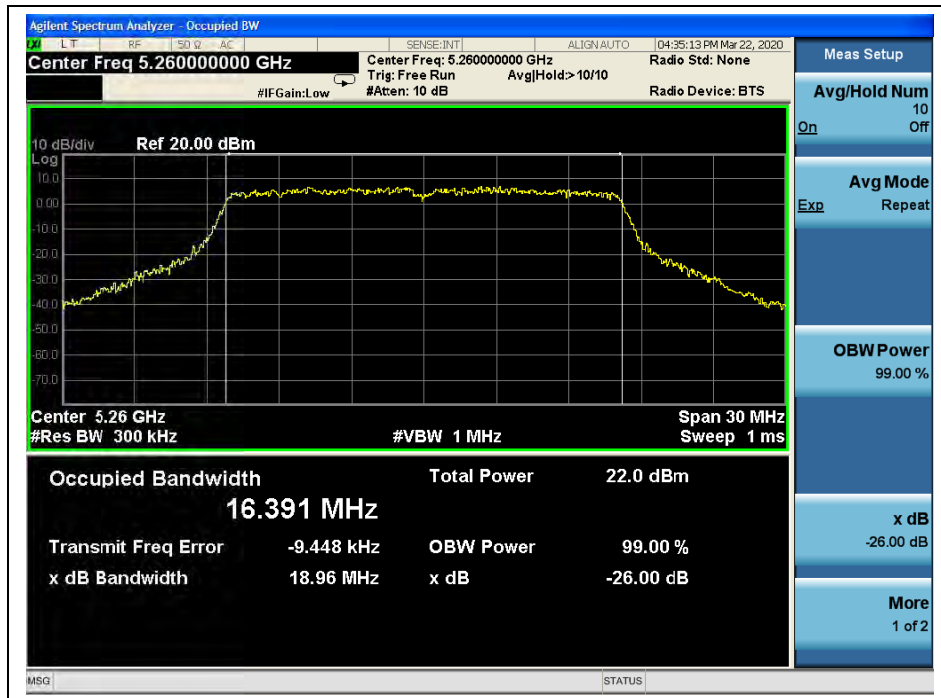 Agilent Spectrum Analyzer - Occupied BW
LXI LT RF 50 Ω AC SENSE:INT ALIGN AUTO 04:35:13 PM Mar 22, 2020
Center Freq 5.260000000 GHz
Center Freq: 5.260000000 GHz Radio Std: None
Trig: Free Run Avg|Hold:> 10/10
#IFGain:Low #Atten: 10 dB Radio Device: BTS
10 dB/div Ref 20.00 dBm
Log
10.0
0.00
-10.0
-20.0
-30.0
-40.0
-50.0
-60.0
-70.0
Center 5.26 GHz Span 30 MHz
#Res BW 300 kHz #VBW 1 MHz Sweep 1 ms
Occupied Bandwidth Total Power 22.0 dBm
16.391 MHz
Transmit Freq Error -9.448 kHz OBW Power 99.00 %
x dB Bandwidth 18.96 MHz x dB -26.00 dB
Meas Setup
Avg/Hold Num
10
On Off
Avg Mode
Exp Repeat
OBW Power
99.00 %
x dB
-26.00 dB
More
1 of 2
MSG STATUS